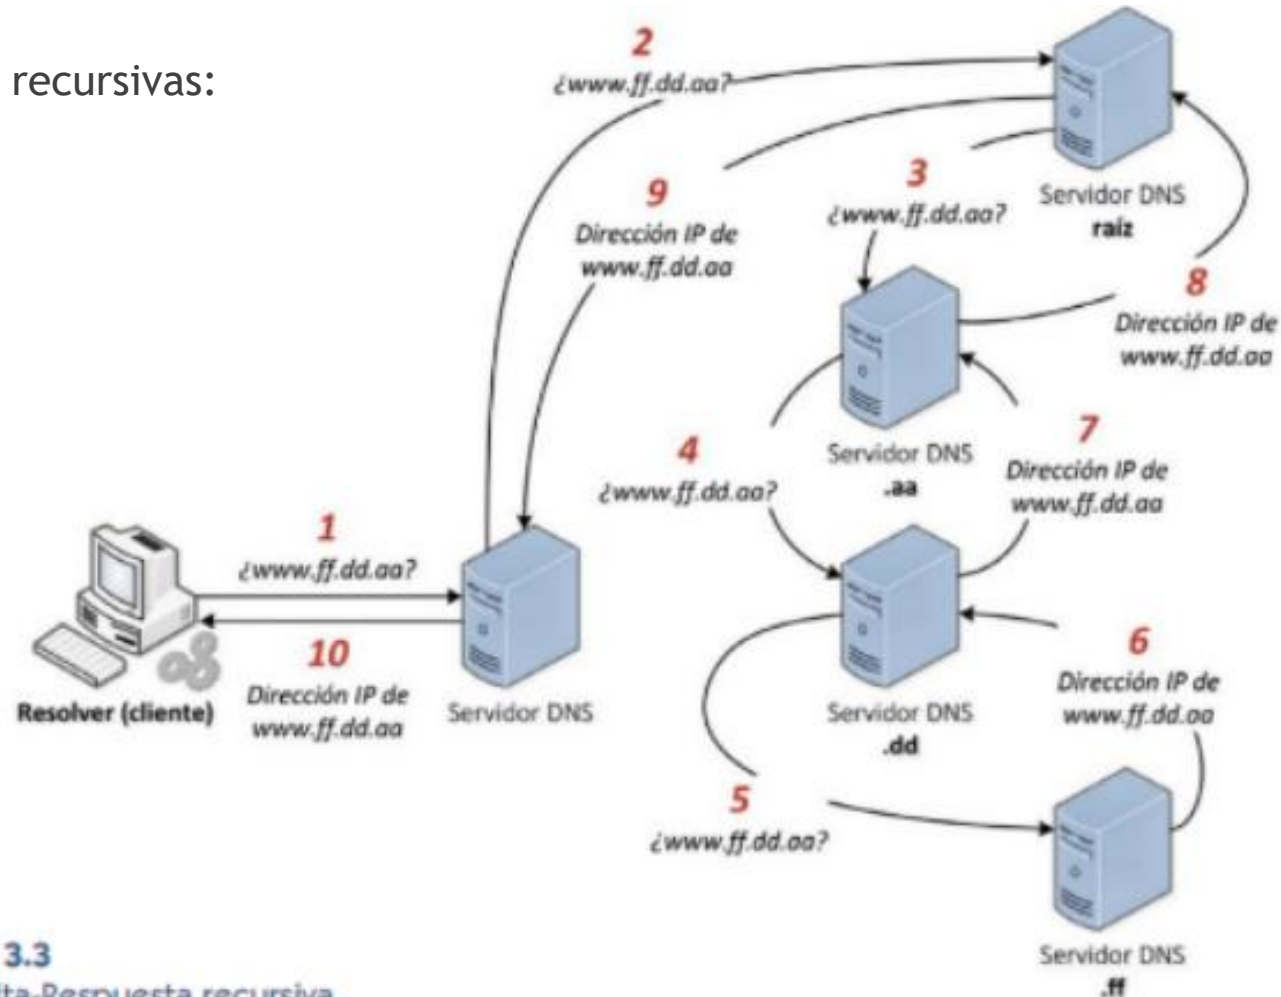 recursivas:
2
¿www.ff.dd.aa?
9
Dirección IP de
www.ff.dd.aa
3
¿www.ff.dd.aa?
Servidor DNS
raíz
8
Dirección IP de
www.ff.dd.aa
4
¿www.ff.dd.aa?
Servidor DNS
.aa
7
Dirección IP de
www.ff.dd.aa
1
¿www.ff.dd.aa?
10
Dirección IP de
www.ff.dd.aa
Resolver (cliente)
Servidor DNS
Servidor DNS
.dd
6
Dirección IP de
www.ff.dd.aa
5
¿www.ff.dd.aa?
Servidor DNS
.ff
3.3
Respuesta recursiva